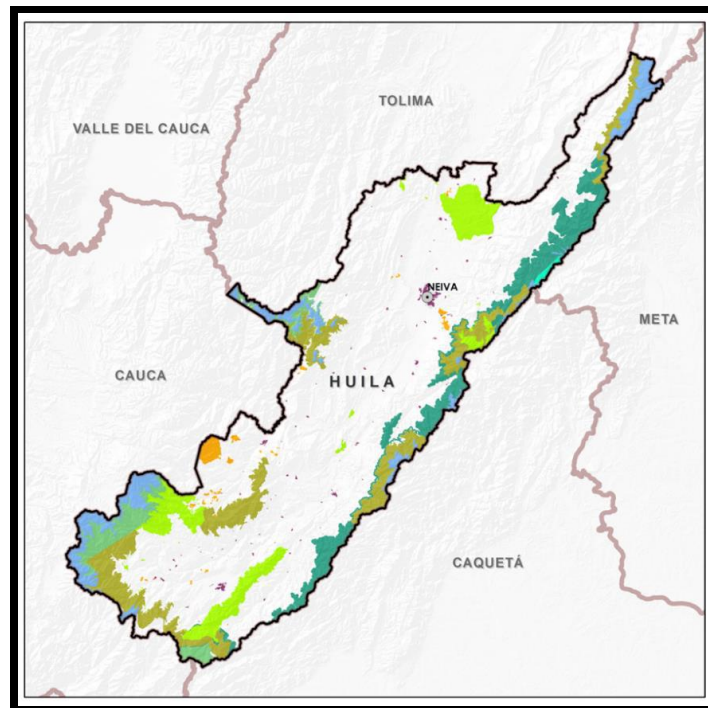 TOLIMA
VALLE DEL CAUCA
NEIVA
META
CAUCA
HUILA
CAQUETÁ